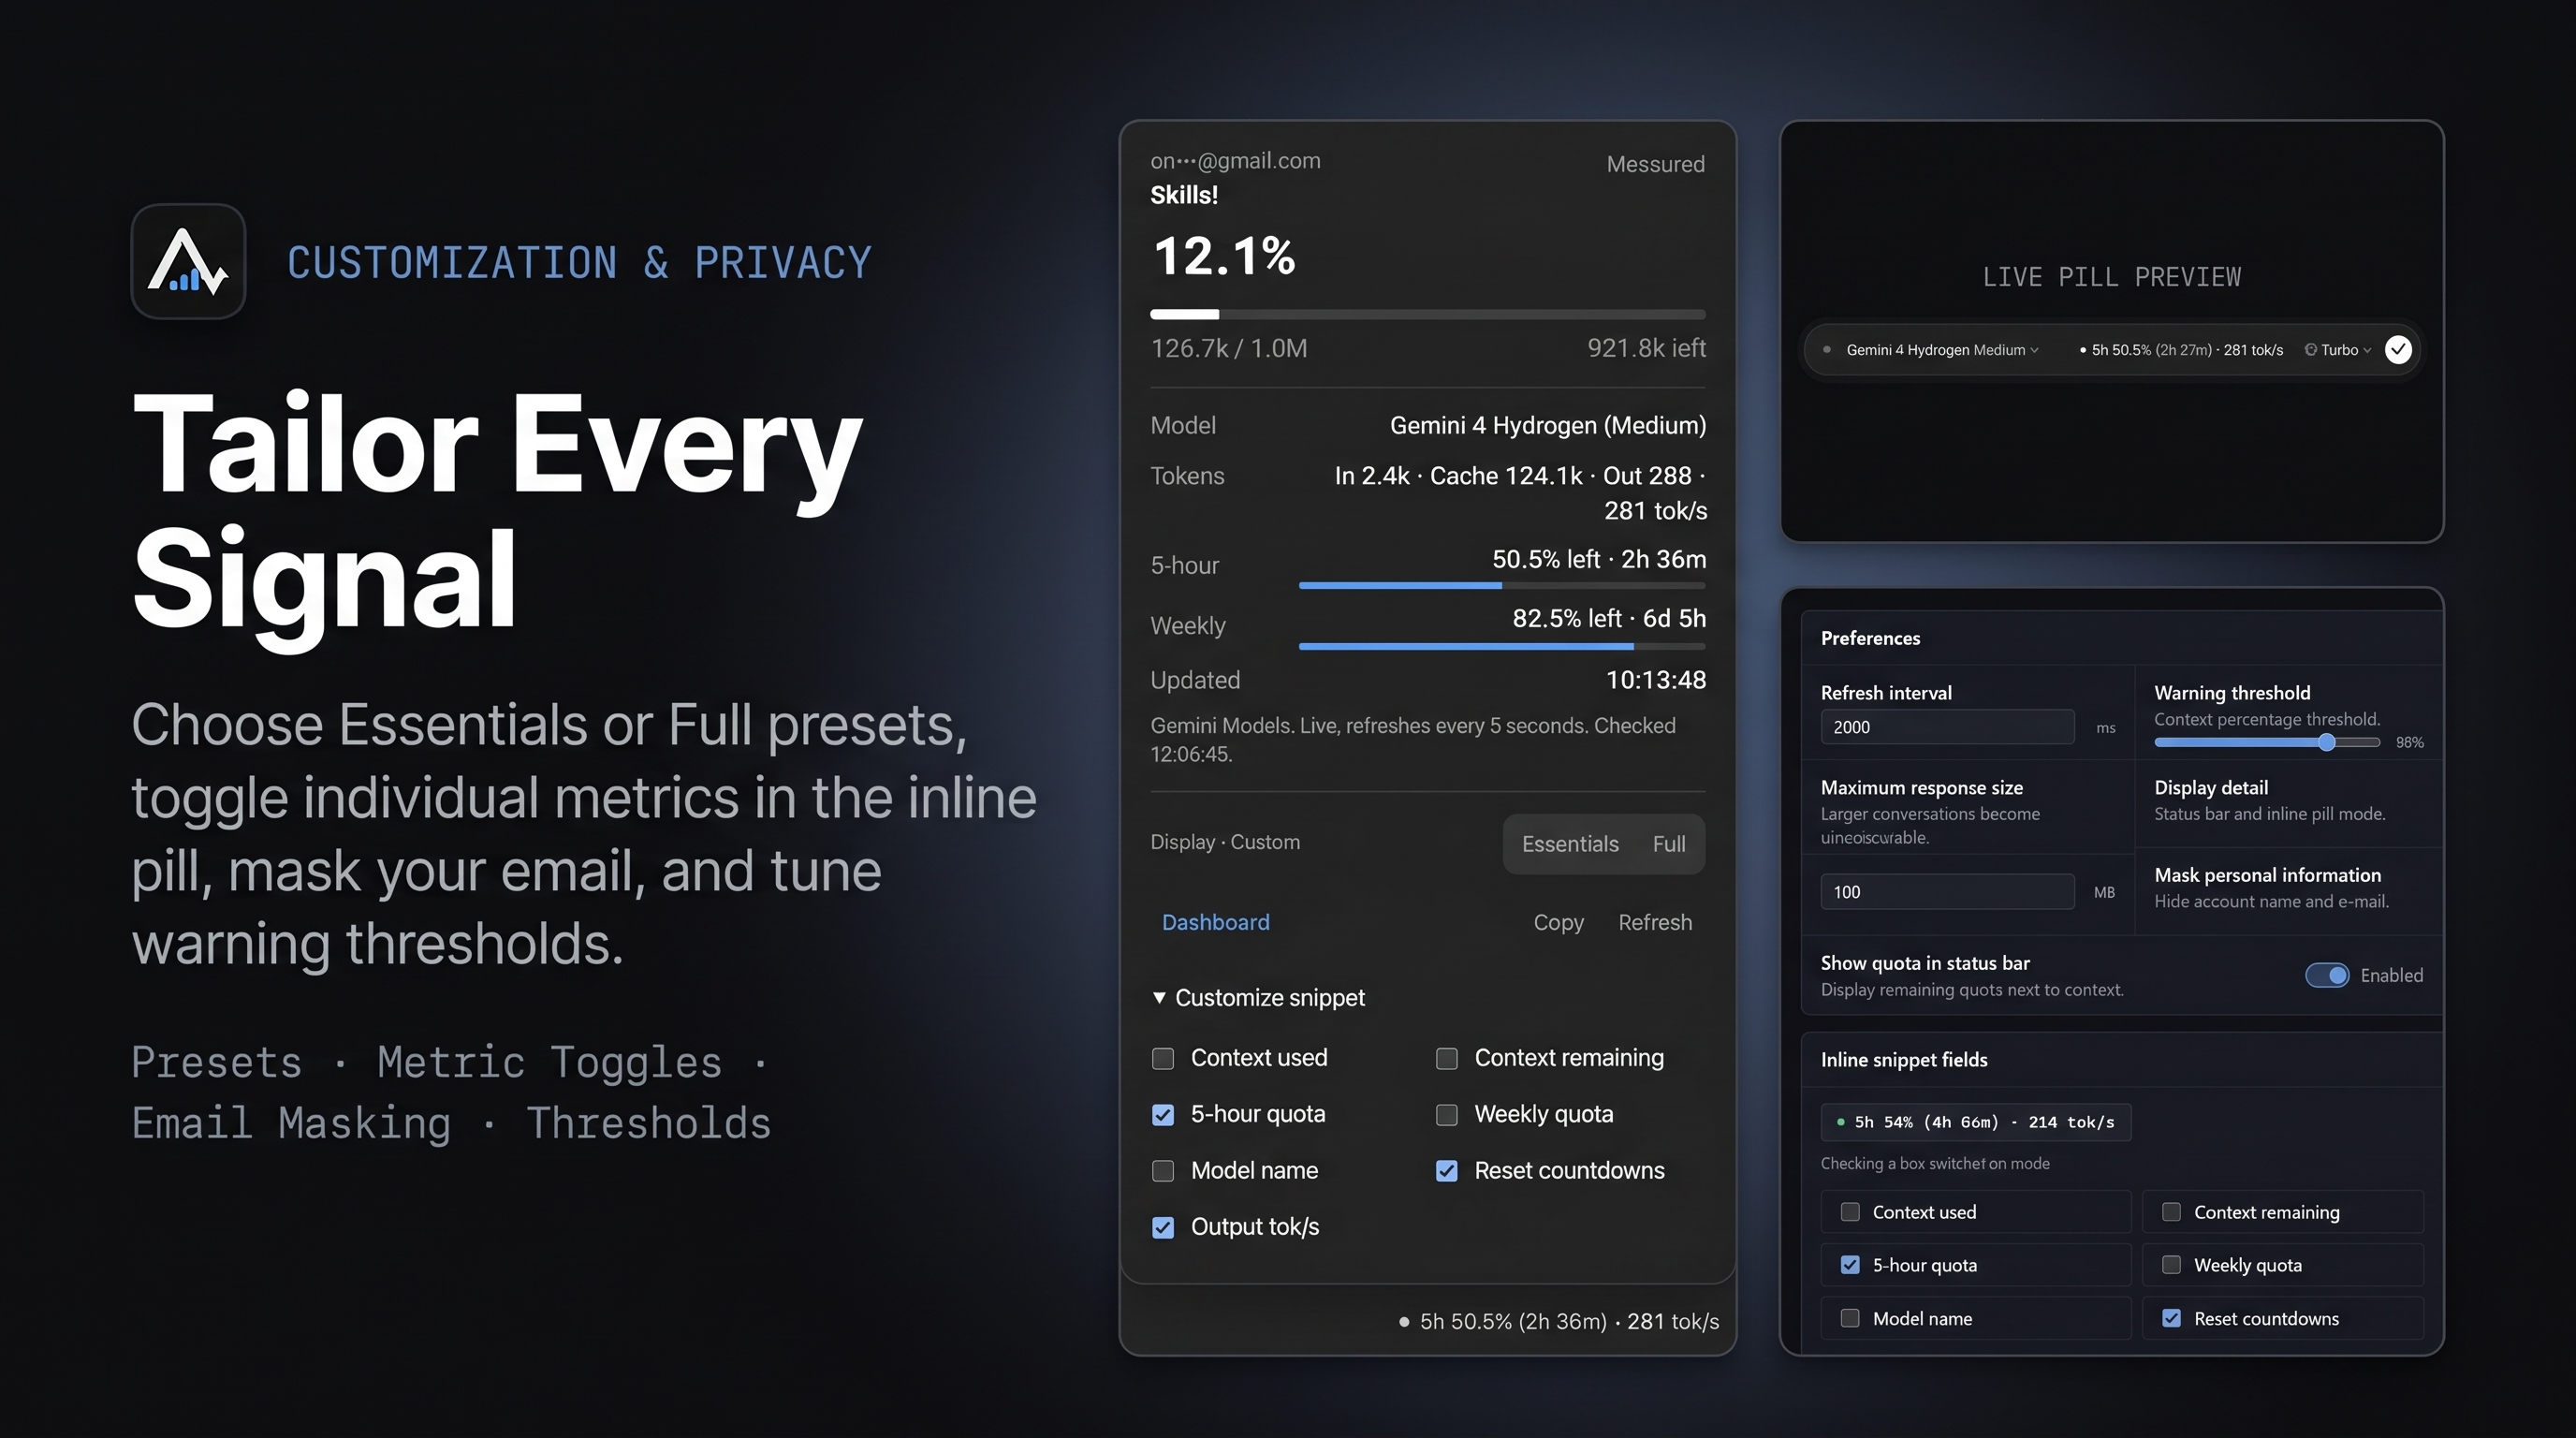 CUSTOMIZATION & PRIVACY
Tailor Every
Signal
Choose Essentials or Full presets,
toggle individual metrics in the inline
pill, mask your email, and tune
warning thresholds.
Presets · Metric Toggles ·
Email Masking · Thresholds
on···@gmail.com
Messured
Skills!
12.1%
126.7k / 1.0M
921.8k ieft
Model
Gemini 4 Hydrogen (Medium)
Tokens
In 2.4k · Cache 124.1k · Out 288 ·
281 tok/s
5-hour
50.5% left · 2h 36m
Weekly
82.5% left · 6d 5h
Updated
10:13:48
Gemini Models. Live, refreshes every 5 seconds. Checked
12:06:45.
Display · Custom
Essentials
Full
Dashboard
Copy
Refresh
▼ Customize snippet
Context used
Context remaining
5-hour quota
Weekly quota
Model name
Reset countdowns
Output tok/s
● 5h 50.5% (2h 36m) · 281 tok/s
LIVE PILL PREVIEW
Gemini 4 Hydrogen Medium
● 5h 50.5% (2h 27m) · 281 tok/s
Turbo
Preferences
Refresh interval
2000
ms
Warning threshold
Context percentage threshold.
98%
Maximum response size
Larger conversations become
Display detail
Status bar and inline pill mode.
100
MB
Mask personal information
Hide account name and e-mail.
Show quota in status bar
Display remaining quots next to context.
Enabled
Inline snippet fields
● 5h 54% (4h 66m) - 214 tok/s
Checking a box switchef on mode
Context used
Context remaining
5-hour quota
Weekly quota
Model name
Reset countdowns